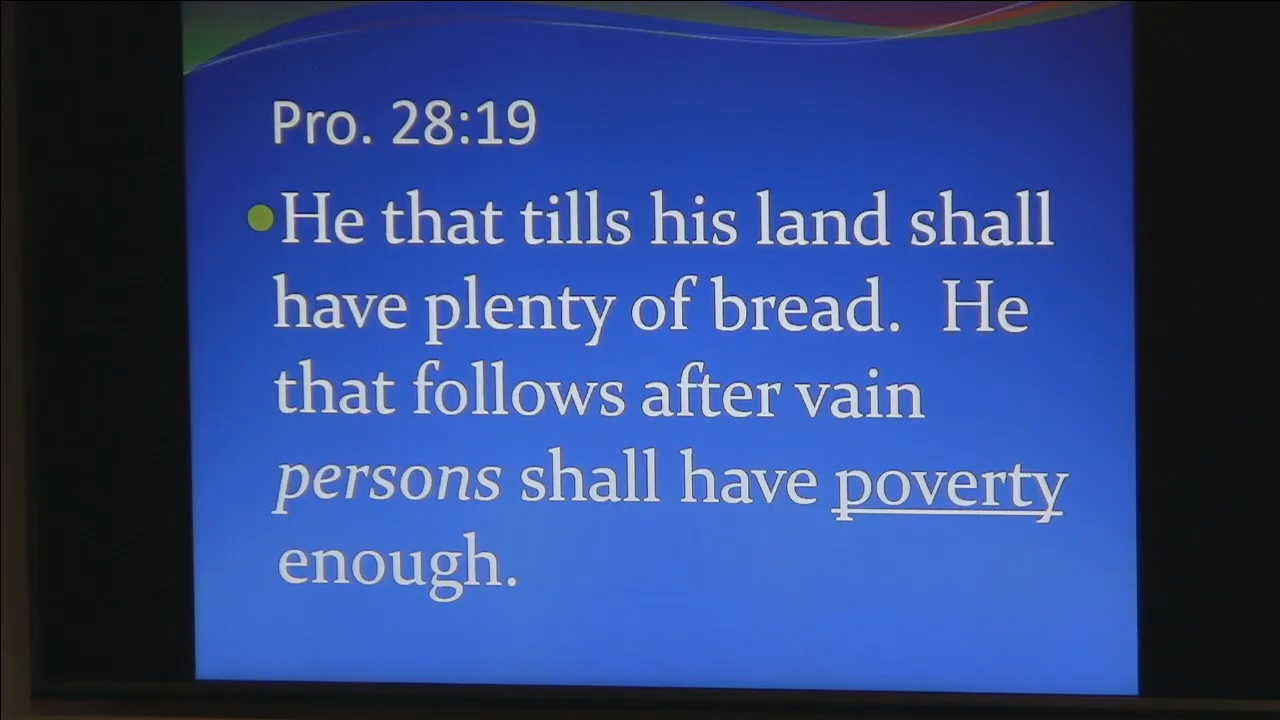 Pro. 28:19
He that tills his land shall
have plenty of bread.  He
that follows after vain
persons shall have poverty
enough.